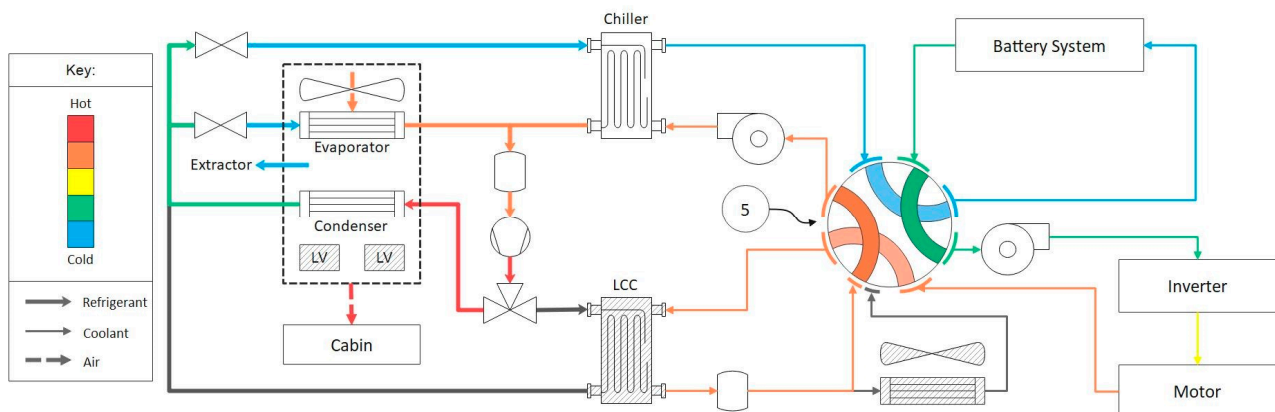 Chiller
Battery System
Key:
Hot
Cold
Refrigerant
Coolant
Air
Evaporator
Extractor
Condenser
LV LV
Cabin
LCC
5
Inverter
Motor